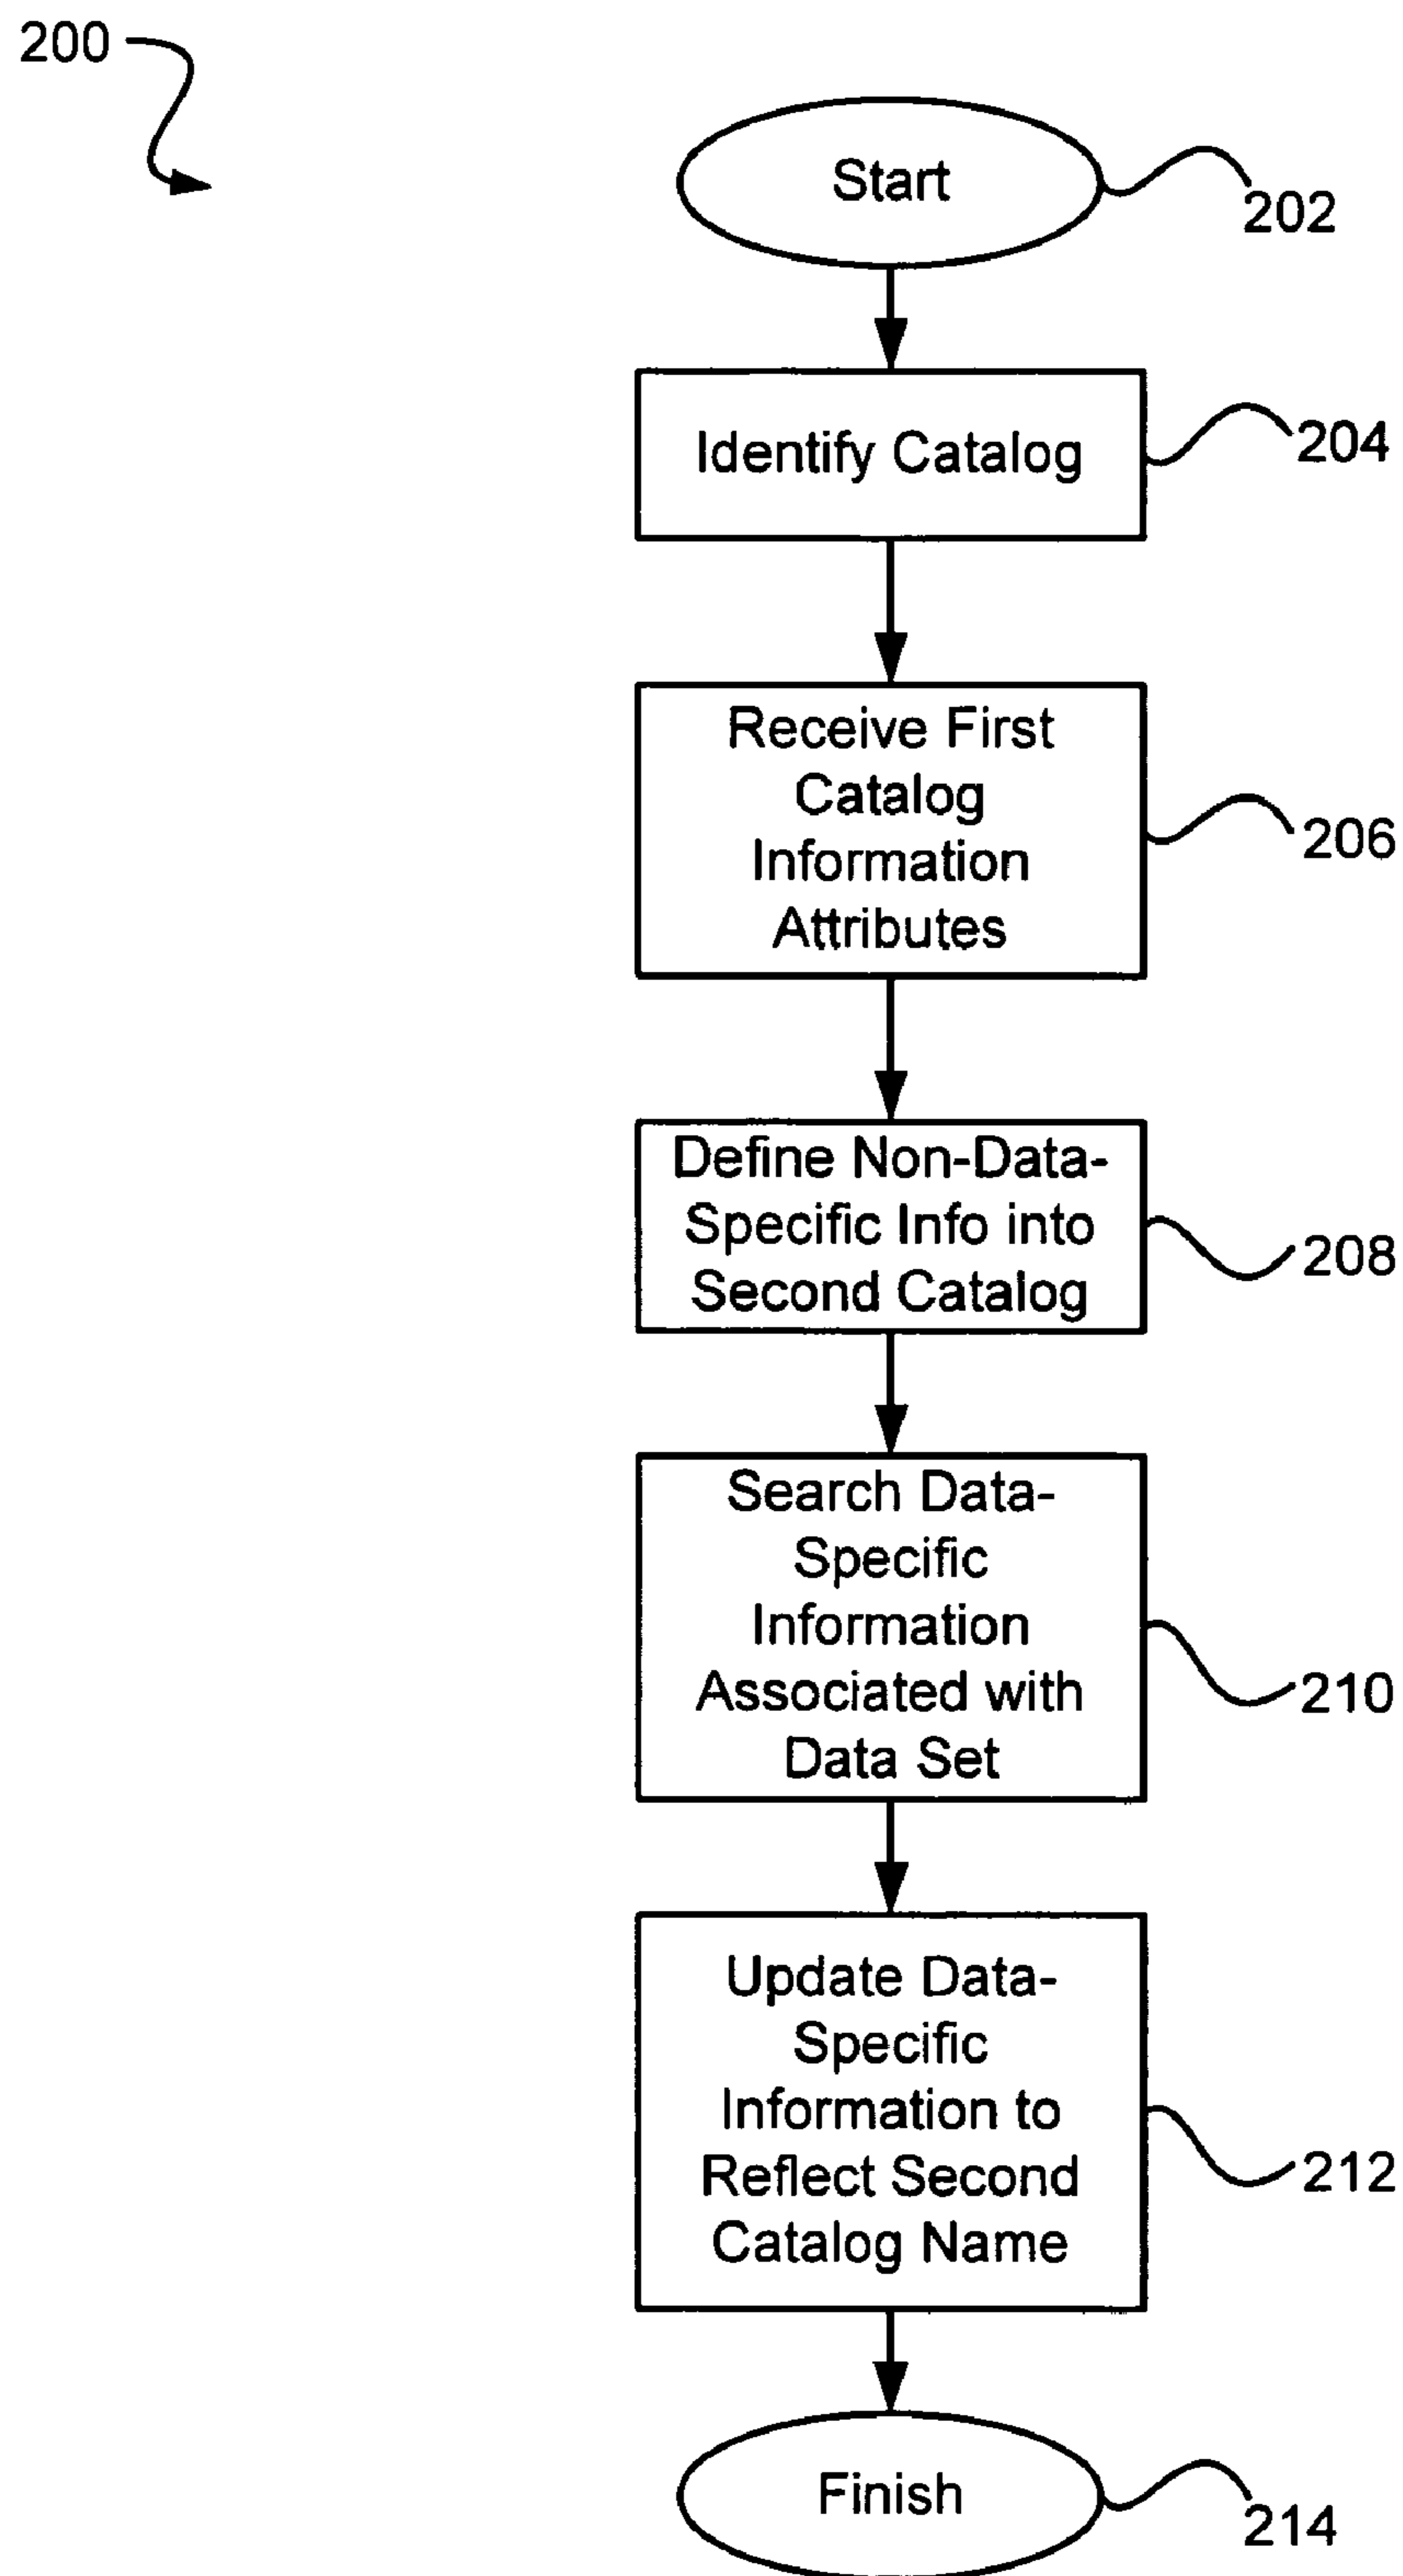 200
Start
202
Identify Catalog
204
Receive First
Catalog
Information
Attributes
206
Define Non-Data-
Specific Info into
Second Catalog
208
Search Data-
Specific
Information
Associated with
Data Set
210
Update Data-
Specific
Information to
Reflect Second
Catalog Name
212
Finish
214